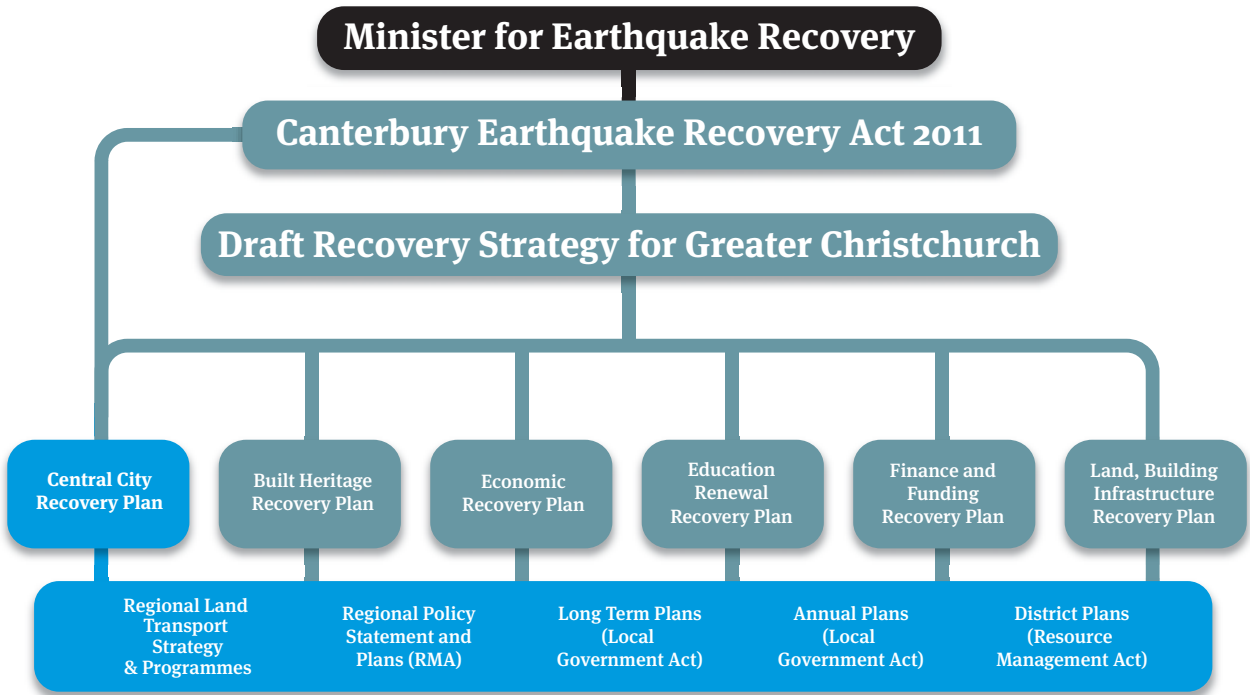 Minister for Earthquake Recovery
Canterbury Earthquake Recovery Act 2011
Draft Recovery Strategy for Greater Christchurch
Central City
Recovery Plan
Built Heritage
Recovery Plan
Economic
Recovery Plan
Education
Renewal
Recovery Plan
Finance and
Funding
Recovery Plan
Land, Building
Infrastructure
Recovery Plan
Regional Land
Transport
Strategy
& Programmes
Regional Policy
Statement and
Plans (RMA)
Long Term Plans
(Local
Government Act)
Annual Plans
(Local
Government Act)
District Plans
(Resource
Management Act)